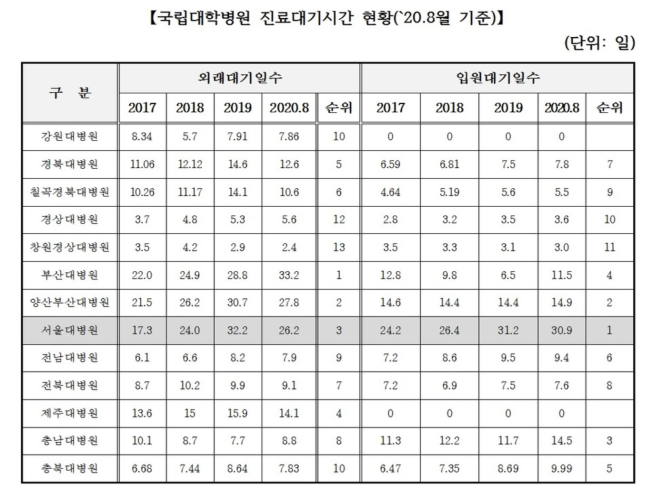 【국립대학병원 진료대기시간 현황(`20.8월 기준)】
(단위: 일)
구 분 외래대기일수 입원대기일수
2017 2018 2019 2020.8 순위 2017 2018 2019 2020.8 순위
강원대병원 8.34 5.7 7.91 7.86 10 0 0 0 0
경북대병원 11.06 12.12 14.6 12.6 5 6.59 6.81 7.5 7.8 7
칠곡경북대병원 10.26 11.17 14.1 10.6 6 4.64 5.19 5.6 5.5 9
경상대병원 3.7 4.8 5.3 5.6 12 2.8 3.2 3.5 3.6 10
창원경상대병원 3.5 4.2 2.9 2.4 13 3.5 3.3 3.1 3.0 11
부산대병원 22.0 24.9 28.8 33.2 1 12.8 9.8 6.5 11.5 4
양산부산대병원 21.5 26.2 30.7 27.8 2 14.6 14.4 14.4 14.9 2
서울대병원 17.3 24.0 32.2 26.2 3 24.2 26.4 31.2 30.9 1
전남대병원 6.1 6.6 8.2 7.9 9 7.2 8.6 9.5 9.4 6
전북대병원 8.7 10.2 9.9 9.1 7 7.2 6.9 7.5 7.6 8
제주대병원 13.6 15 15.9 14.1 4 0 0 0 0
충남대병원 10.1 8.7 7.7 8.8 8 11.3 12.2 11.7 14.5 3
충북대병원 6.68 7.44 8.64 7.83 10 6.47 7.35 8.69 9.99 5